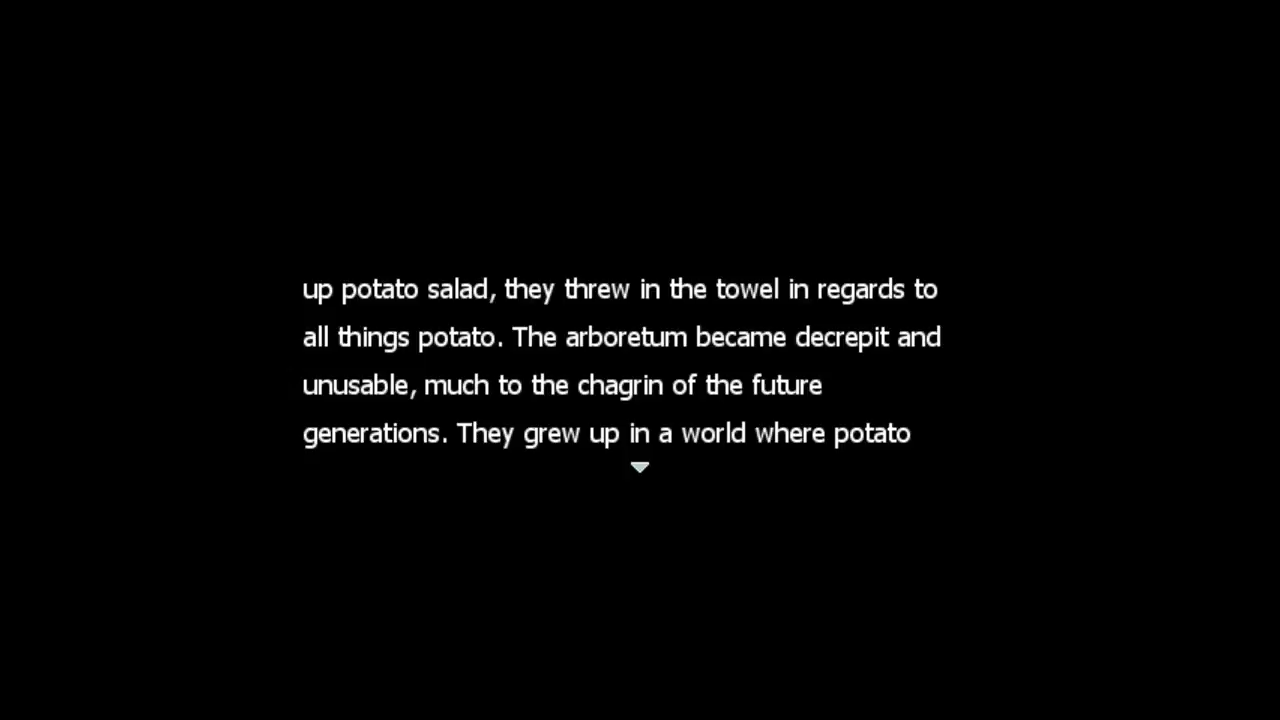 up potato salad, they threw in the towel in regards to
all things potato. The arboretum became decrepit and
unusable, much to the chagrin of the future
generations. They grew up in a world where potato